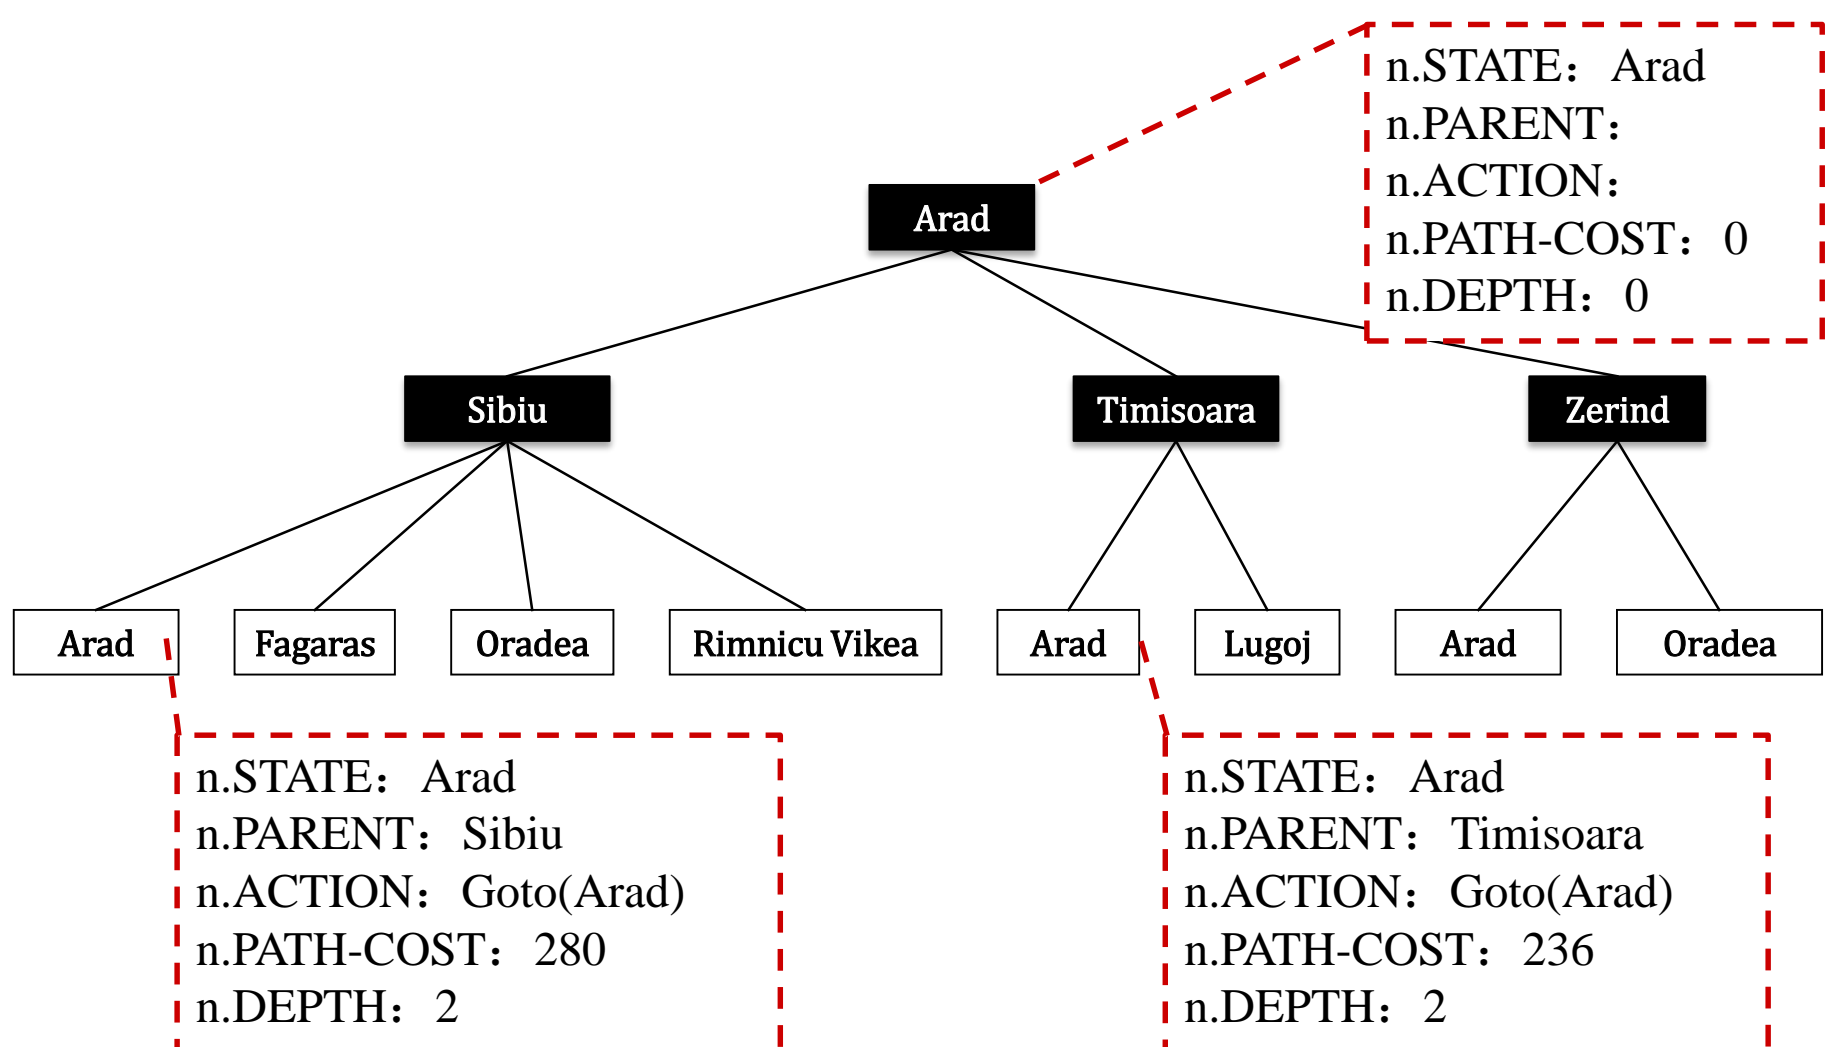 n.STATE：Arad
n.PARENT：
n.ACTION：
n.PATH-COST：0
n.DEPTH：0
Arad
Sibiu
Timisoara
Zerind
Arad
Fagaras
Oradea
Rimnicu Vikea
Arad
Lugoj
Arad
Oradea
n.STATE：Arad
n.PARENT：Sibiu
n.ACTION：Goto(Arad)
n.PATH-COST：280
n.DEPTH：2
n.STATE：Arad
n.PARENT：Timisoara
n.ACTION：Goto(Arad)
n.PATH-COST：236
n.DEPTH：2